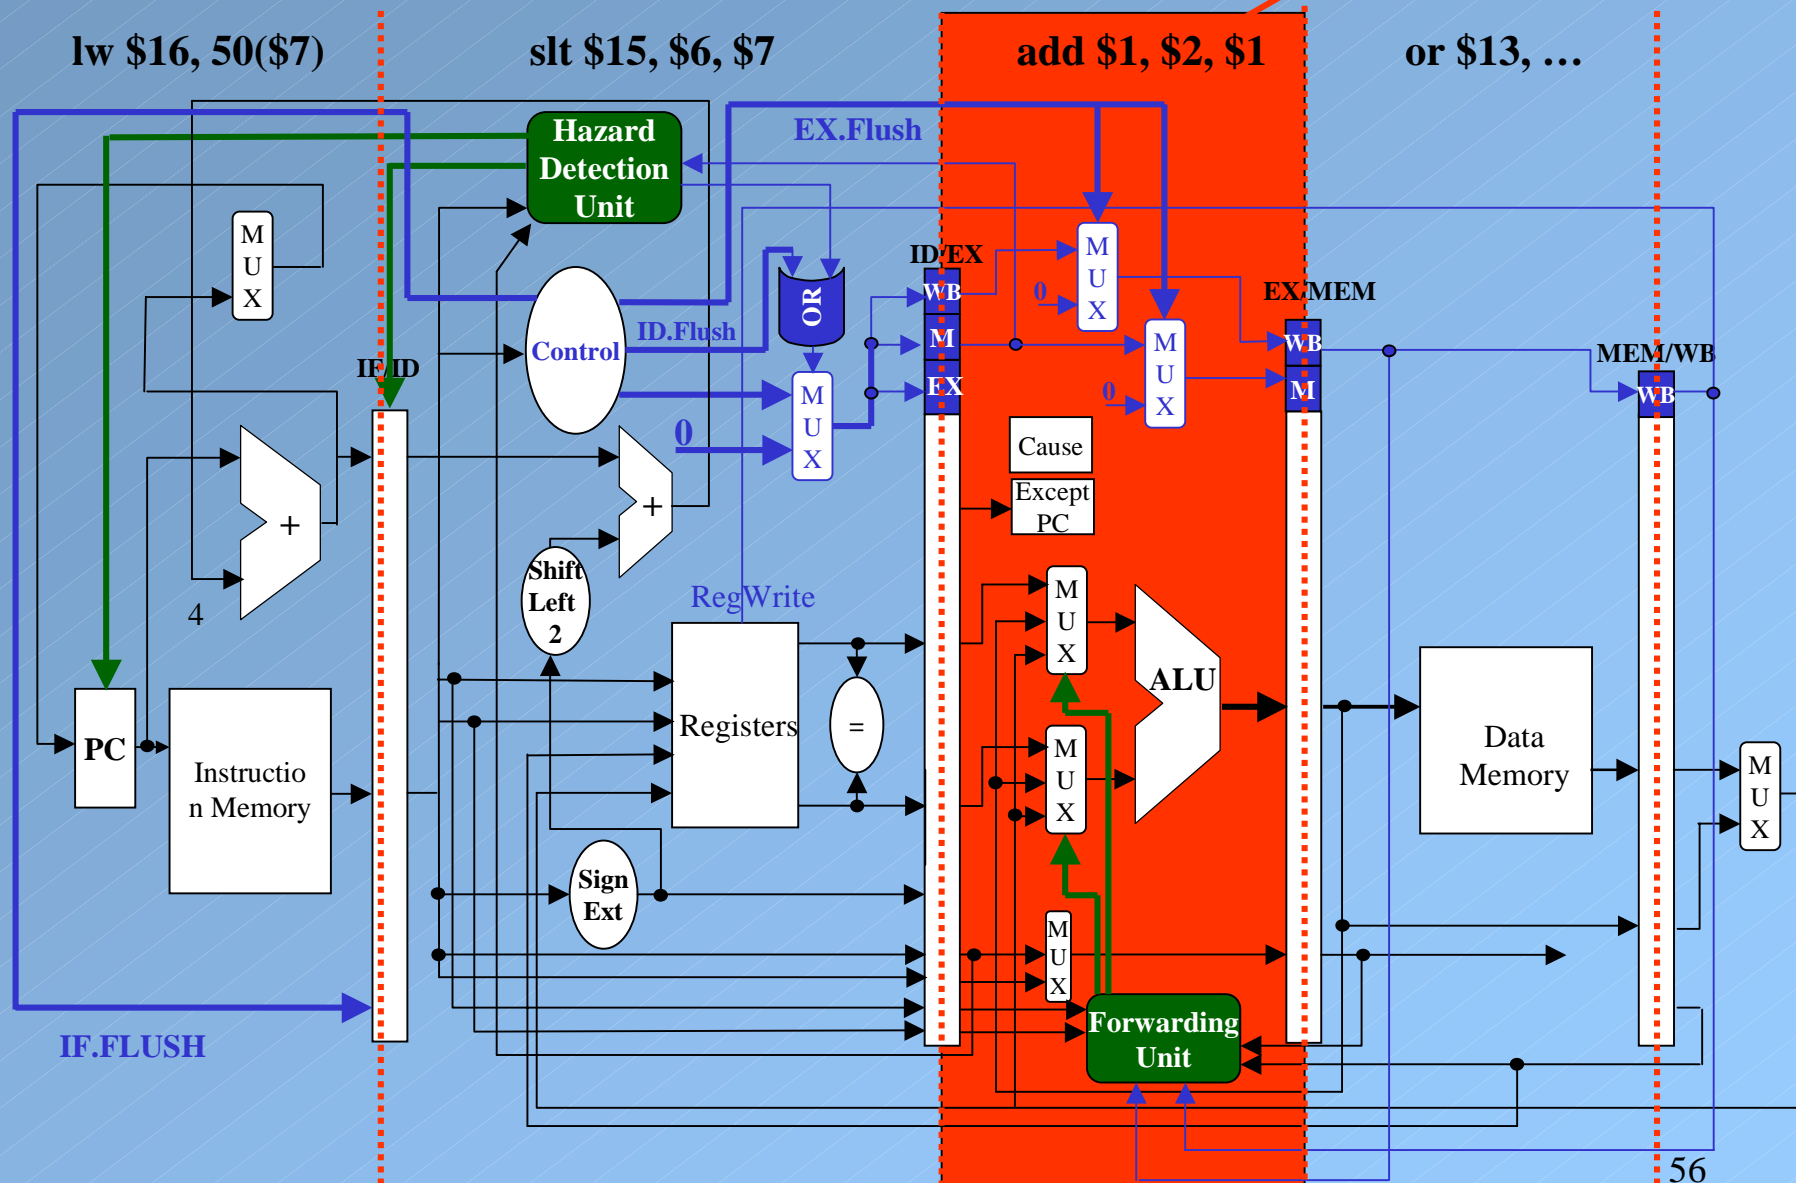 lw $16, 50($7)
slt $15, $6, $7
add $1, $2, $1
or $13, …
Hazard
Detection
Unit
EX.Flush
M
U
X
ID/EX
WB
M
EX
M
U
X
0
EX/MEM
WB
M
OR
Control
ID.Flush
M
U
X
0
MEM/WB
WB
IF/ID
M
U
X
0
Cause
Except
PC
+
+
4
Shift
Left
2
RegWrite
M
U
X
ALU
PC
Instructio
n Memory
Registers
=
M
U
X
Data
Memory
M
U
X
Sign
Ext
M
U
X
Forwarding
Unit
IF.FLUSH
56